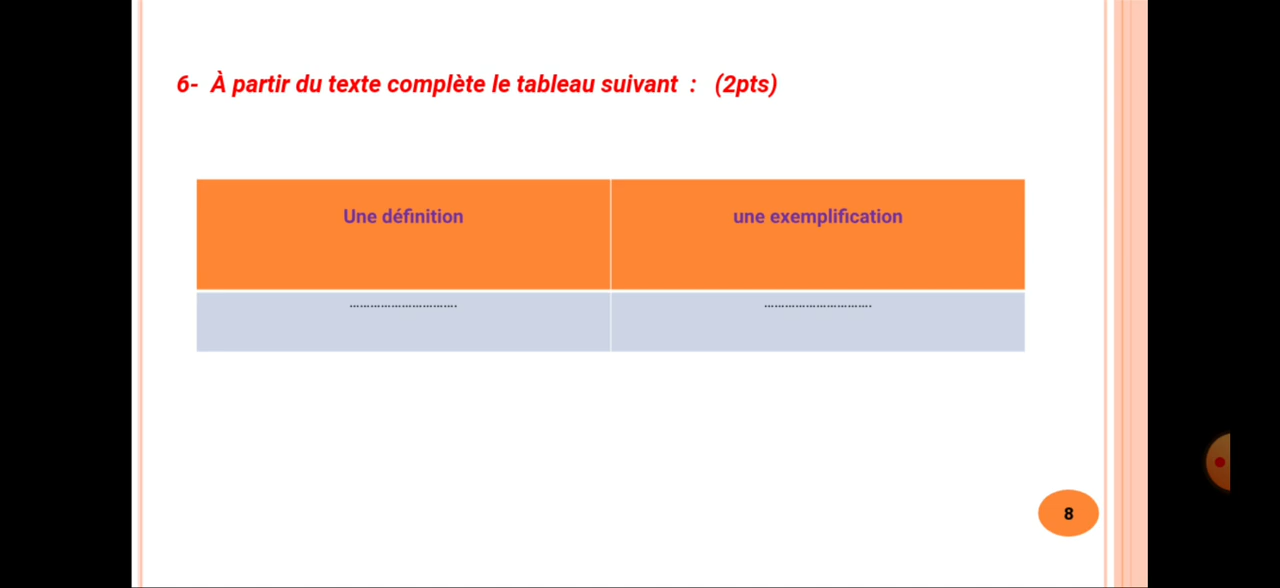 6- À partir du texte complète le tableau suivant : (2pts)
Une définition
une exemplification
………………………….
………………………….
8